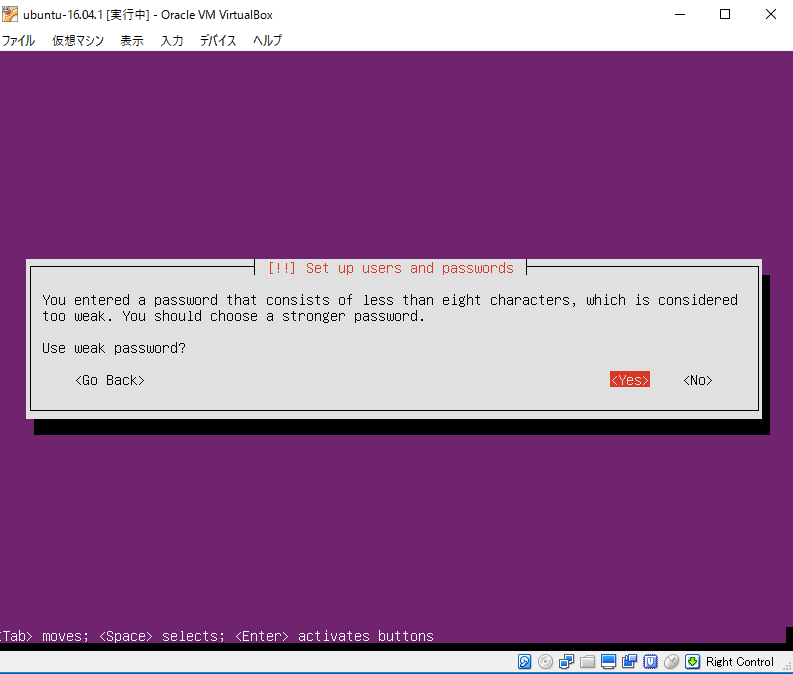 ubuntu-16.04.1 [実行中] - Oracle VM VirtualBox
ファイル 仮想マシン 表示 入力 デバイス ヘルプ
[!!] Set up users and passwords
You entered a password that consists of less than eight characters, which is considered
too weak. You should choose a stronger password.
Use weak password?
<Go Back> <Yes> <No>
<Tab> moves; <Space> selects; <Enter> activates buttons
Right Control